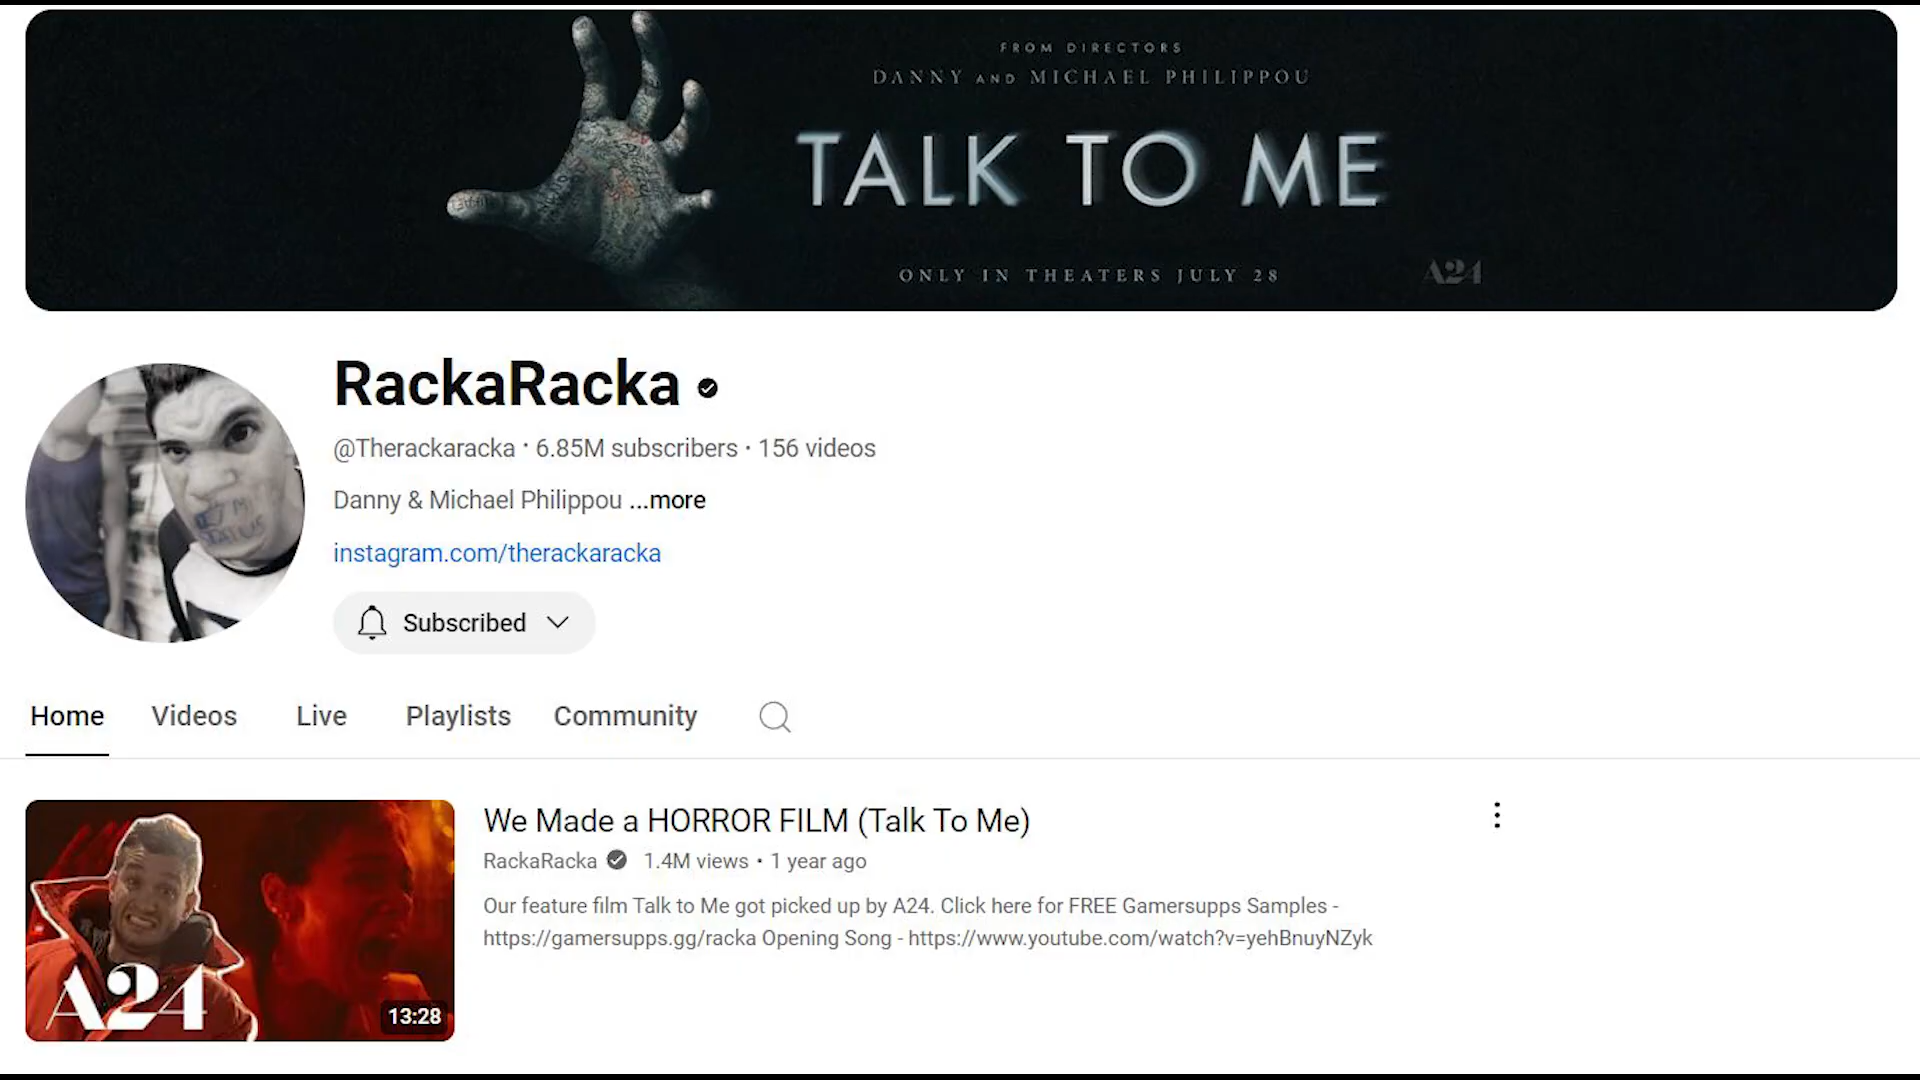 FROM DIRECTORS
DANNY AND MICHAEL PHILIPPOU
TALK TO ME
ONLY IN THEATERS JULY 28
A24
RackaRacka
@Therackaracka · 6.85M subscribers · 156 videos
Danny & Michael Philippou ...more
instagram.com/therackaracka
Subscribed
Home Videos Live Playlists Community
We Made a HORROR FILM (Talk To Me)
RackaRacka 1.4M views • 1 year ago
Our feature film Talk to Me got picked up by A24. Click here for FREE Gamersupps Samples -
https://gamersupps.gg/racka Opening Song - https://www.youtube.com/watch?v=yehBnuyNZyk
A24
13:28